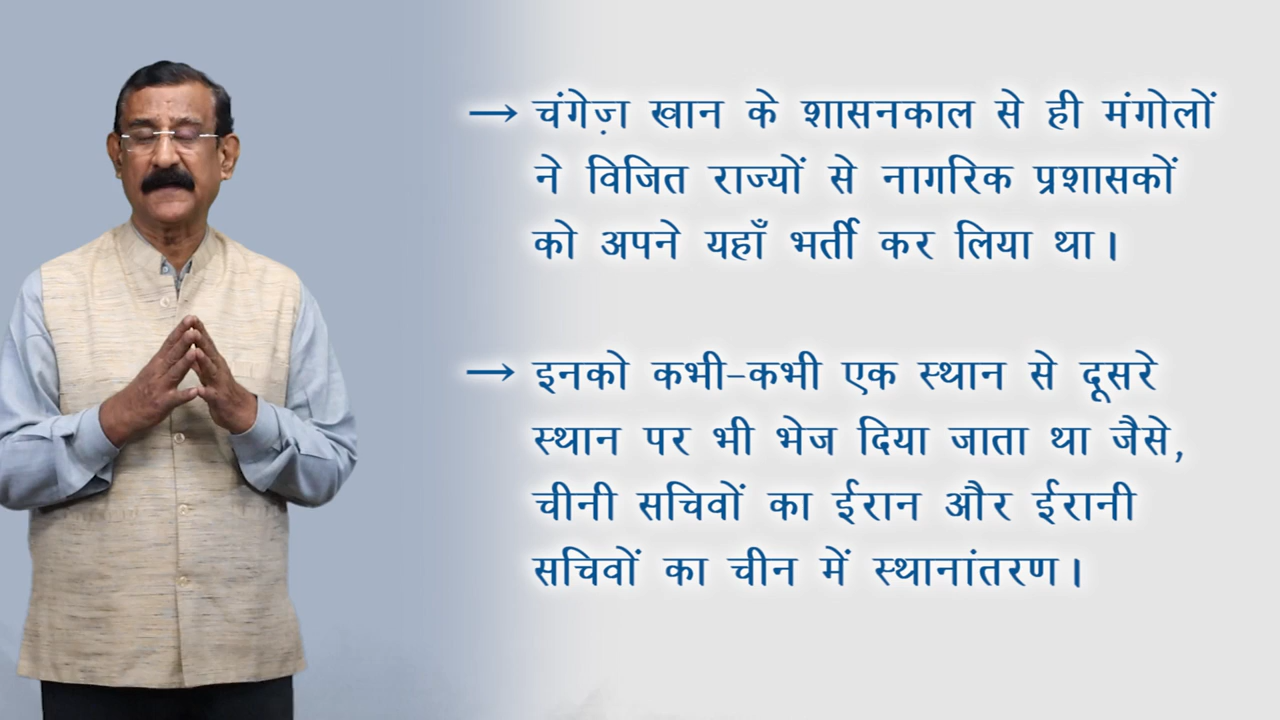 → चंगेज़ खान के शासनकाल से ही मंगोलों
ने विजित राज्यों से नागरिक प्रशासकों
को अपने यहाँ भर्ती कर लिया था।
→ इनको कभी-कभी एक स्थान से दूसरे
स्थान पर भी भेज दिया जाता था जैसे,
चीनी सचिवों का ईरान और ईरानी
सचिवों का चीन में स्थानांतरण।